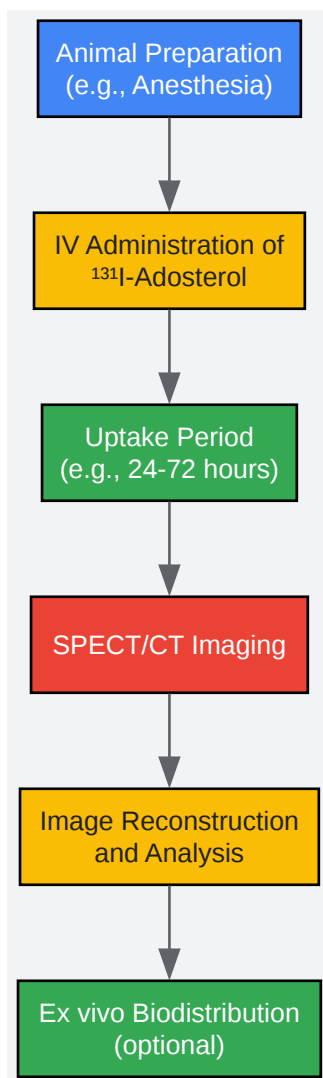 Animal Preparation
(e.g., Anesthesia)
IV Administration of
¹³¹I-Adosterol
Uptake Period
(e.g., 24-72 hours)
SPECT/CT Imaging
Image Reconstruction
and Analysis
Ex vivo Biodistribution
(optional)